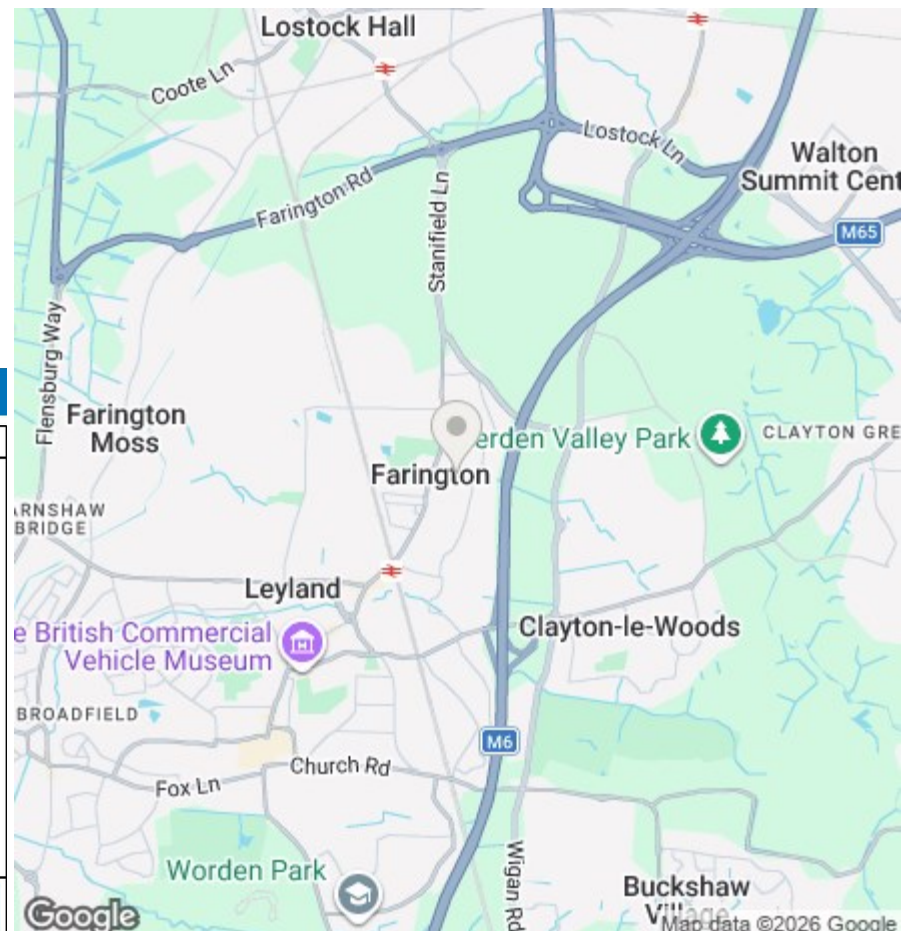 Lostock Hall
Coote Ln
Lostock Ln
Walton
Summit Cent
Farington Rd
M65
Stanifield Ln
Flensburg Way
Farington
Moss
erden Valley Park
CLAYTON GRE
Farington
ARNSHAW
BRIDGE
Leyland
e British Commercial
Vehicle Museum
Clayton-le-Woods
BROADFIELD
M6
Church Rd
Fox Ln
Worden Park
Wigan Rd
Buckshaw
Village
Google
Map data ©2026 Google